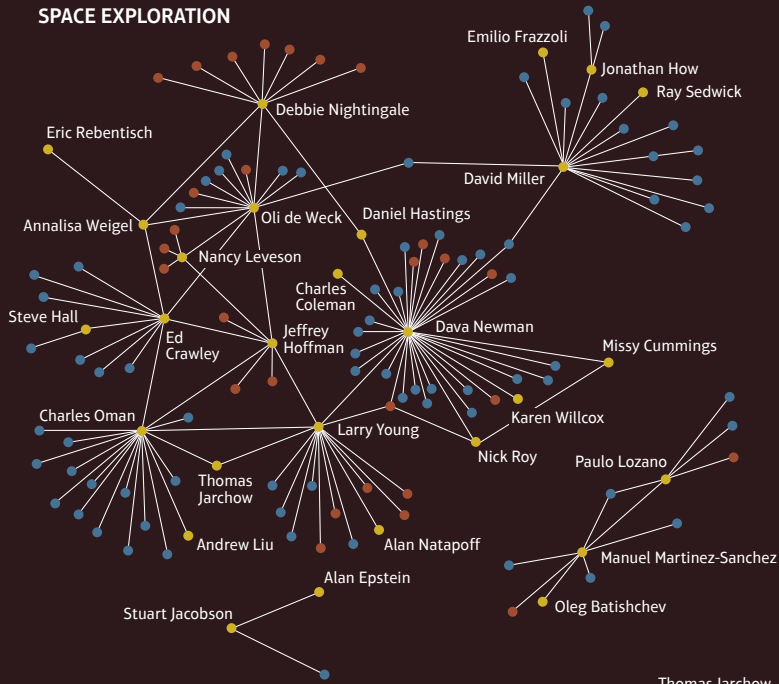 SPACE EXPLORATION
Emilio Frazzoli
Jonathan How
Ray Sedwick
Debbie Nightingale
Eric Rebentisch
David Miller
Annalisa Weigel
Oli de Weck
Daniel Hastings
Nancy Leveson
Charles
Coleman
Steve Hall
Ed
Crawley
Jeffrey
Hoffman
Dava Newman
Missy Cummings
Charles Oman
Larry Young
Karen Willcox
Nick Roy
Thomas
Jarchow
Paulo Lozano
Andrew Liu
Alan Natapoff
Manuel Martinez-Sanchez
Alan Epstein
Stuart Jacobson
Oleg Batishchev
Thomas Jarchow